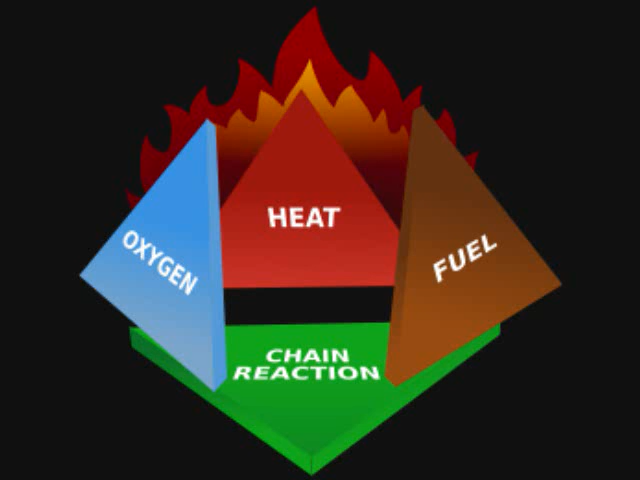 HEAT
OXYGEN
FUEL
CHAIN
REACTION